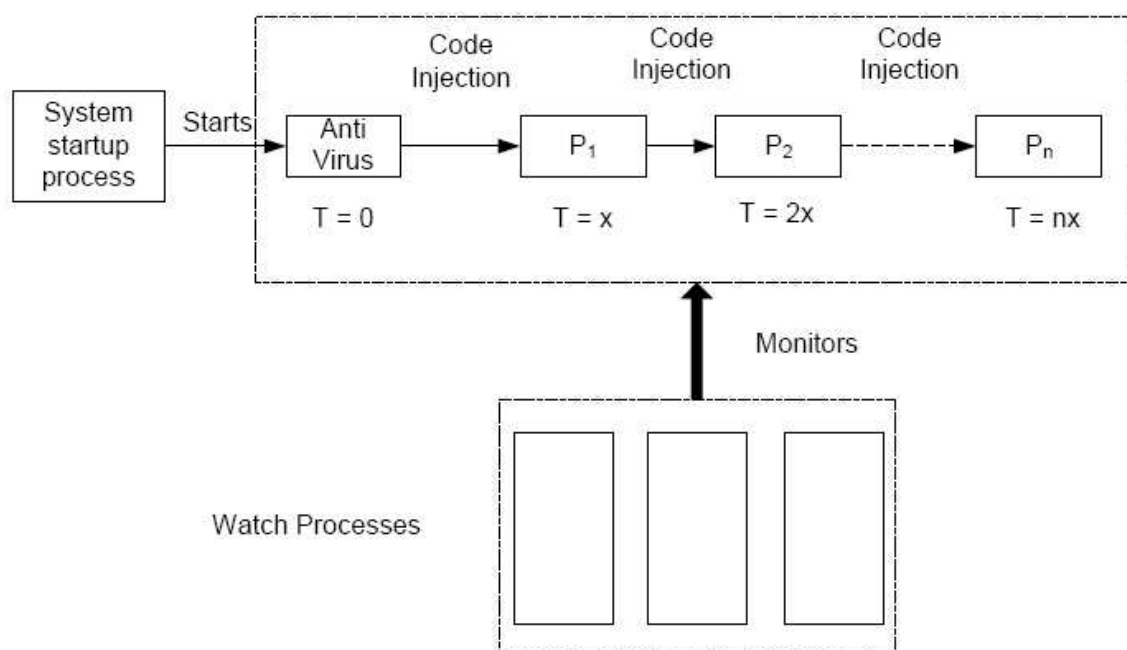 Code
Injection
Code
Injection
Code
Injection
System
startup
process
Starts
Anti
Virus
P₁
P₂
Pₙ
T = 0
T = x
T = 2x
T = nx
Monitors
Watch Processes